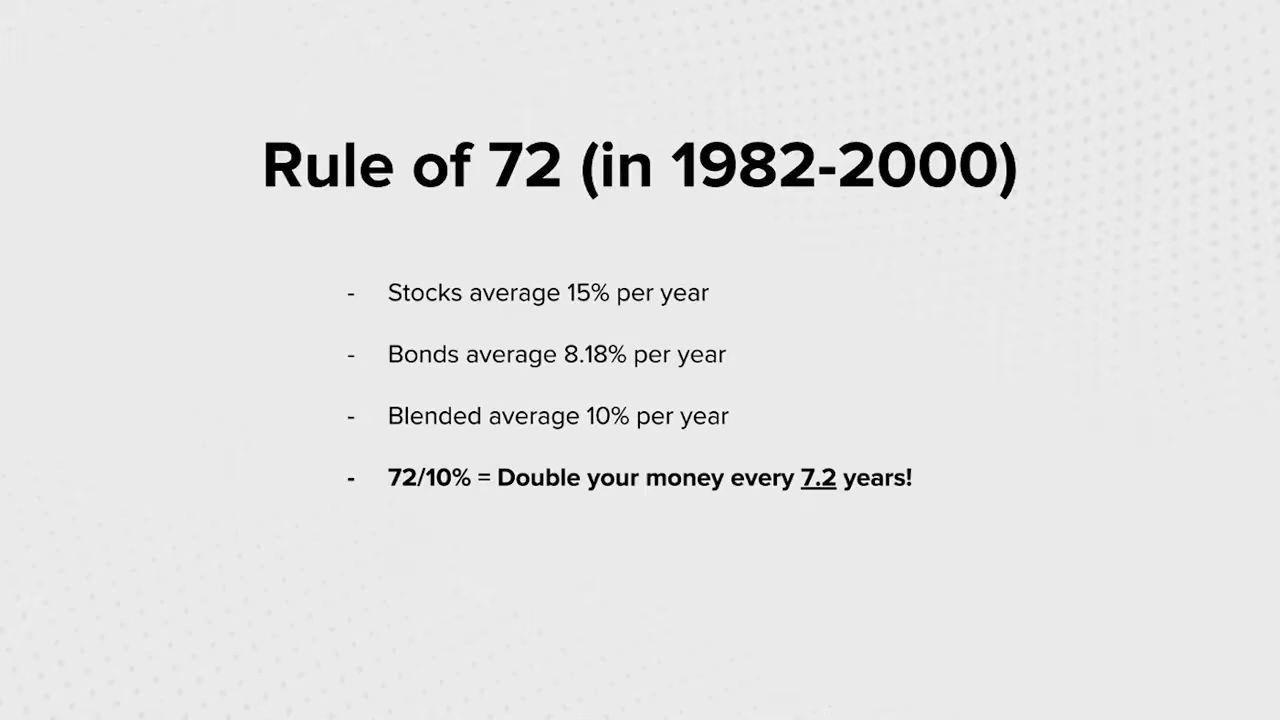 Rule of 72 (in 1982-2000)
- Stocks average 15% per year
- Bonds average 8.18% per year
- Blended average 10% per year
- 72/10% = Double your money every 7.2 years!